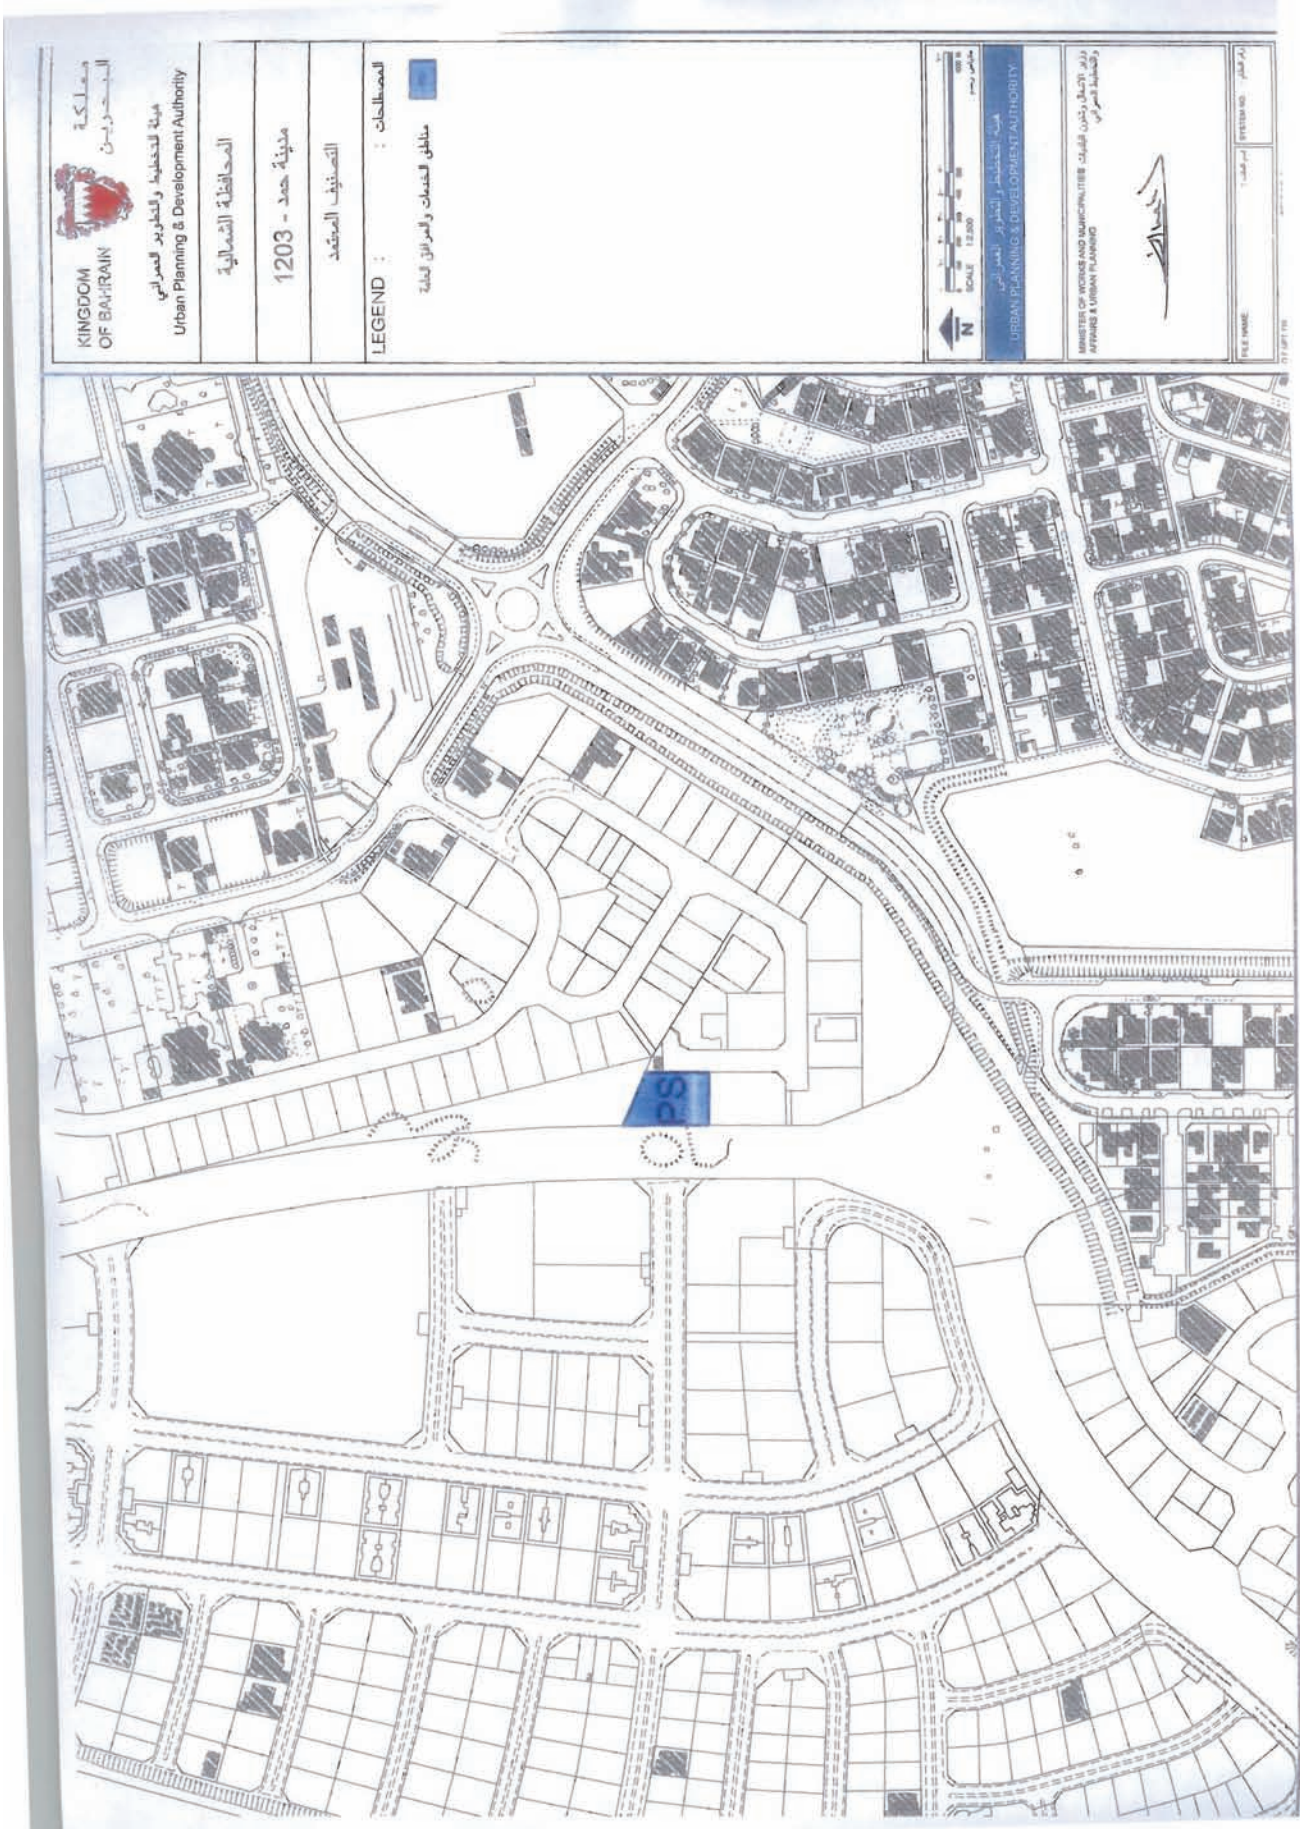 KINGDOM
OF BAHRAIN
مملكة
البحرين
هيئة التخطيط والتطوير العمراني
Urban Planning & Development Authority
المحافظة الشمالية
مدينة حمد - 1203
التصنيف المعتمد
LEGEND :
المصطلحات :
مناطق الخدمات والمرافق العامة
N
SCALE 1:2,500
هيئة التخطيط والتطوير العمراني
URBAN PLANNING & DEVELOPMENT AUTHORITY
MINISTER OF WORKS AND MUNICIPALITIES
AFFAIRS & URBAN PLANNING
وزير الأشغال وشئون البلديات
والتخطيط العمراني
FILE NAME:
SYSTEM NO:
PS